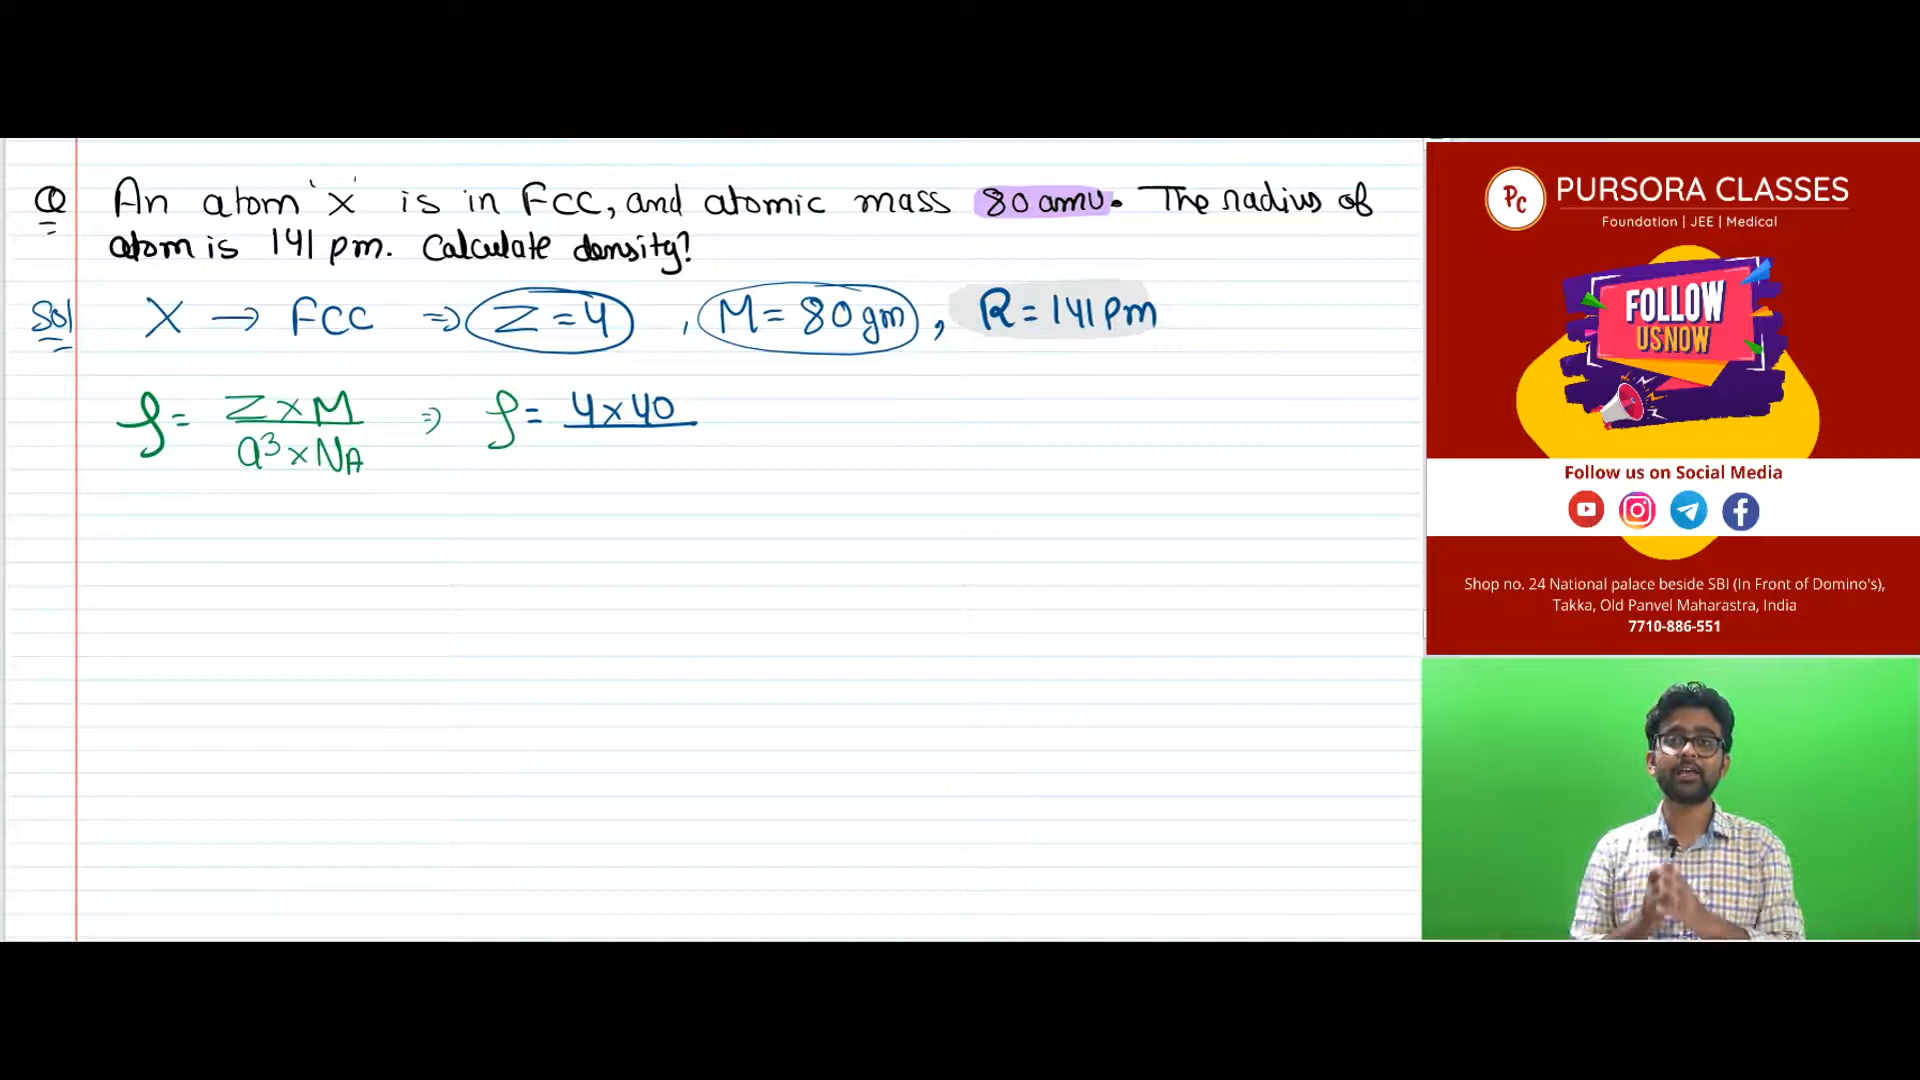 Q An atom 'X' is in FCC, and atomic mass 80 amu. The radius of
atom is 141 pm. Calculate density?
Sol X → FCC ⇒ Z = 4 , M = 80 gm , R = 141 pm
ρ = Z × M / a³ × NA ⇒ ρ = 4 × 40
Pc
PURSORA CLASSES
Foundation | JEE | Medical
FOLLOW
US NOW
Follow us on Social Media
Shop no. 24 National palace beside SBI (In Front of Domino's),
Takka, Old Panvel Maharastra, India
7710-886-551